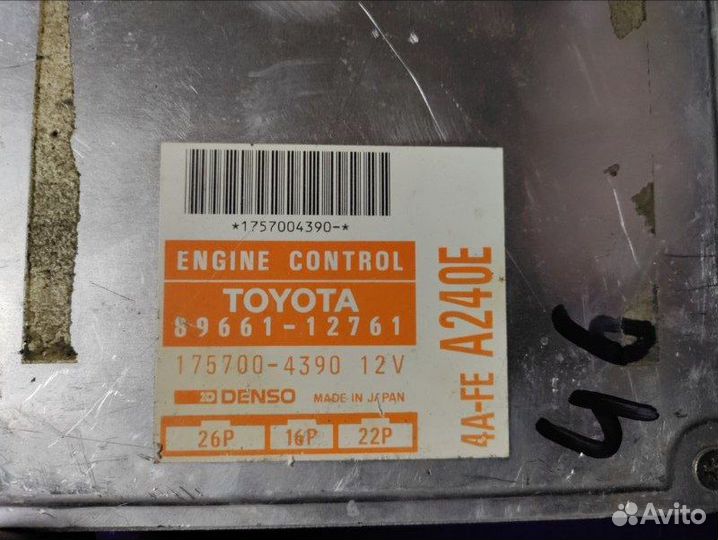 *1757004390-*
ENGINE CONTROL
TOYOTA
89661-12761
175700-4390 12V
DENSO MADE IN JAPAN
26P 16P 22P
4A-FE A240E
46
Avito